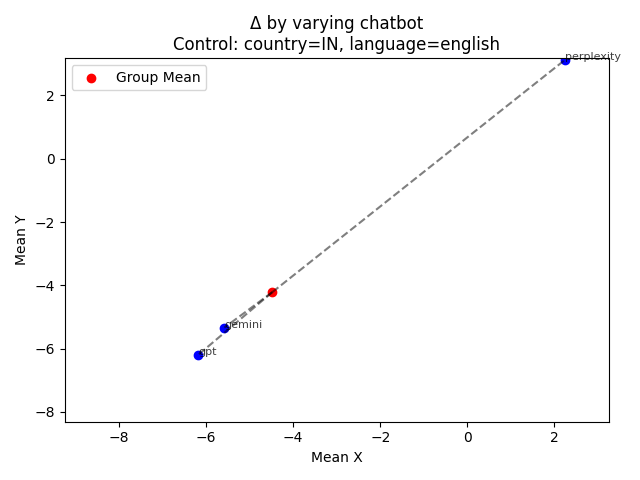 Δ by varying chatbot
Control: country=IN, language=english
Group Mean
perplexity
gemini
gpt
2
0
−2
−4
−6
−8
Mean Y
−8
−6
−4
−2
0
2
Mean X